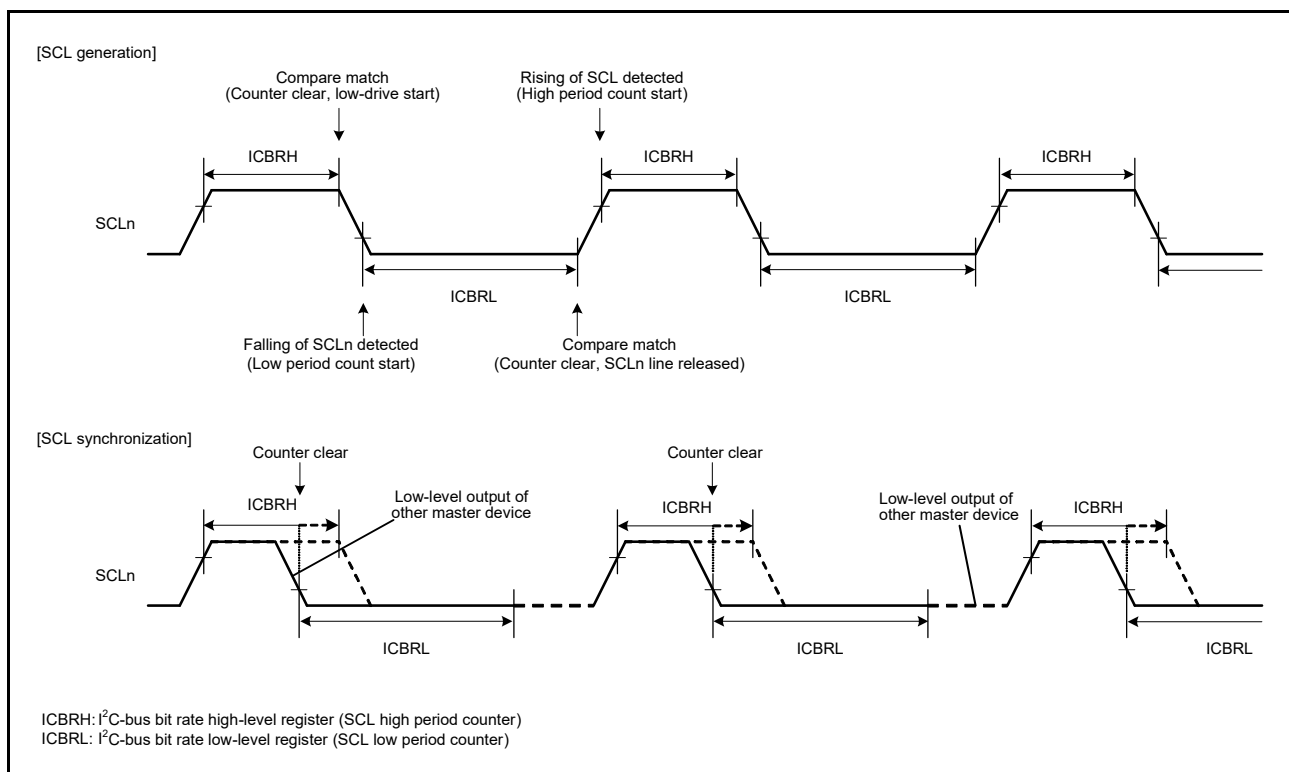 [SCL generation]
Compare match
(Counter clear, low-drive start)
Rising of SCL detected
(High period count start)
ICBRH
ICBRH
ICBRH
SCLn
ICBRL
ICBRL
Falling of SCLn detected
(Low period count start)
Compare match
(Counter clear, SCLn line released)
[SCL synchronization]
Counter clear
Counter clear
ICBRH
Low-level output of
other master device
ICBRH
Low-level output of
other master device
ICBRH
SCLn
ICBRL
ICBRL
ICBRL
ICBRH: I²C-bus bit rate high-level register (SCL high period counter)
ICBRL: I²C-bus bit rate low-level register (SCL low period counter)